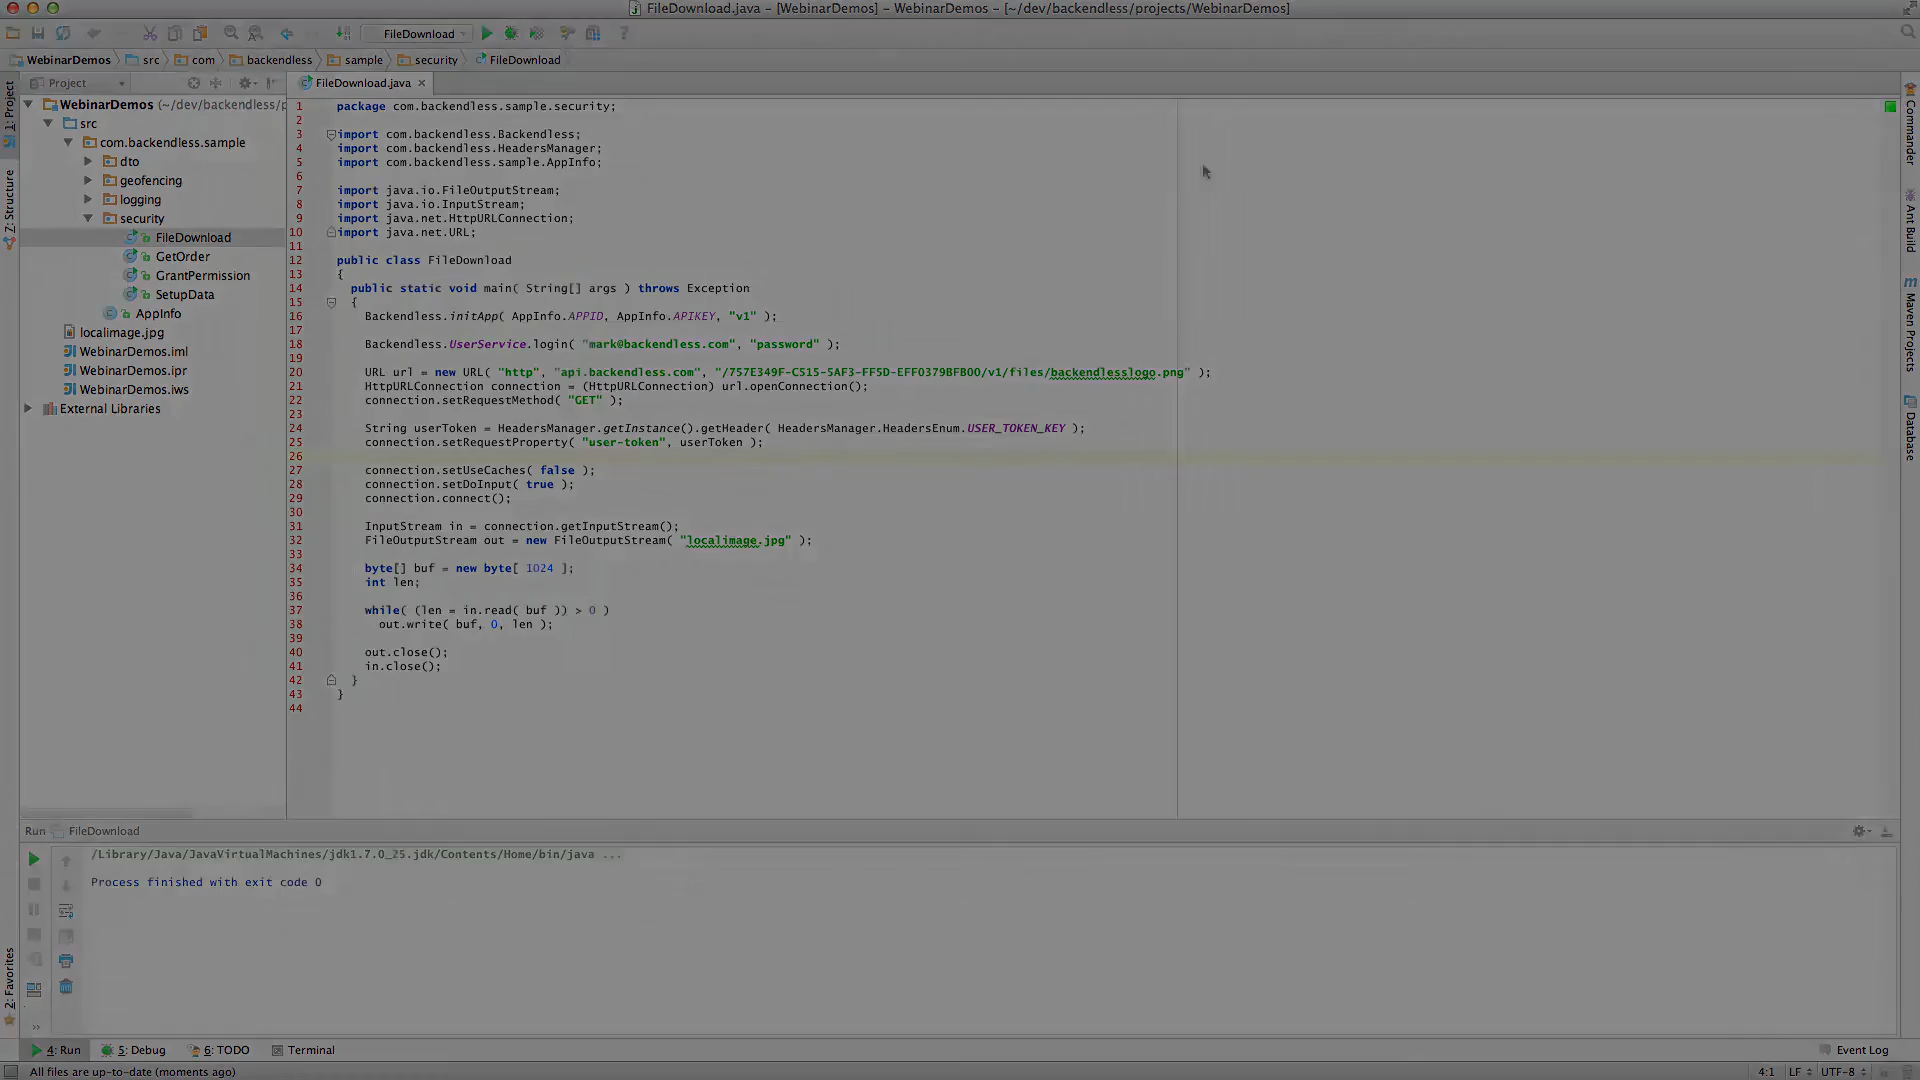 FileDownload.java – [WebinarDemos] – WebinarDemos – [~/dev/backendless/projects/WebinarDemos]
FileDownload
WebinarDemos src com backendless sample security FileDownload
Project
FileDownload.java
1: Project
Z: Structure
2: Favorites
WebinarDemos (~/dev/backendless/p
src
com.backendless.sample
dto
geofencing
logging
security
FileDownload
GetOrder
GrantPermission
SetupData
AppInfo
localimage.jpg
WebinarDemos.iml
WebinarDemos.ipr
WebinarDemos.iws
External Libraries
1 package com.backendless.sample.security;
2
3 import com.backendless.Backendless;
4 import com.backendless.HeadersManager;
5 import com.backendless.sample.AppInfo;
6
7 import java.io.FileOutputStream;
8 import java.io.InputStream;
9 import java.net.HttpURLConnection;
10 import java.net.URL;
11
12 public class FileDownload
13 {
14 public static void main( String[] args ) throws Exception
15 {
16 Backendless.initApp( AppInfo.APPID, AppInfo.APIKEY, "v1" );
17
18 Backendless.UserService.login( "mark@backendless.com", "password" );
19
20 URL url = new URL( "http", "api.backendless.com", "/757E349F-C515-5AF3-FF5D-EFF0379BFB00/v1/files/backendlesslogo.png" );
21 HttpURLConnection connection = (HttpURLConnection) url.openConnection();
22 connection.setRequestMethod( "GET" );
23
24 String userToken = HeadersManager.getInstance().getHeader( HeadersManager.HeadersEnum.USER_TOKEN_KEY );
25 connection.setRequestProperty( "user-token", userToken );
26
27 connection.setUseCaches( false );
28 connection.setDoInput( true );
29 connection.connect();
30
31 InputStream in = connection.getInputStream();
32 FileOutputStream out = new FileOutputStream( "localimage.jpg" );
33
34 byte[] buf = new byte[ 1024 ];
35 int len;
36
37 while( (len = in.read( buf )) > 0 )
38 out.write( buf, 0, len );
39
40 out.close();
41 in.close();
42 }
43 }
44
Commander
Ant Build
Maven Projects
Database
Run FileDownload
/Library/Java/JavaVirtualMachines/jdk1.7.0_25.jdk/Contents/Home/bin/java ...
Process finished with exit code 0
4: Run 5: Debug 6: TODO Terminal Event Log
All files are up-to-date (moments ago) 4:1 LF UTF-8